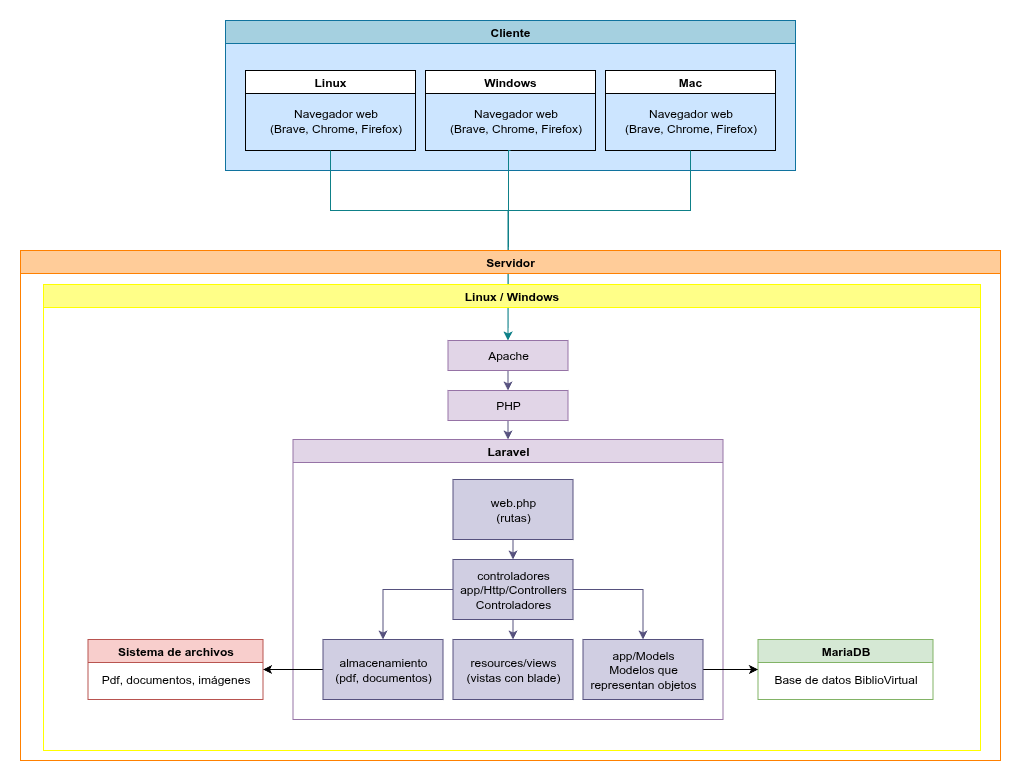 Cliente
Linux
Navegador web
(Brave, Chrome, Firefox)
Windows
Navegador web
(Brave, Chrome, Firefox)
Mac
Navegador web
(Brave, Chrome, Firefox)
Servidor
Linux / Windows
Apache
PHP
Laravel
web.php
(rutas)
controladores
app/Http/Controllers
Controladores
Sistema de archivos
Pdf, documentos, imágenes
almacenamiento
(pdf, documentos)
resources/views
(vistas con blade)
app/Models
Modelos que
representan objetos
MariaDB
Base de datos BiblioVirtual